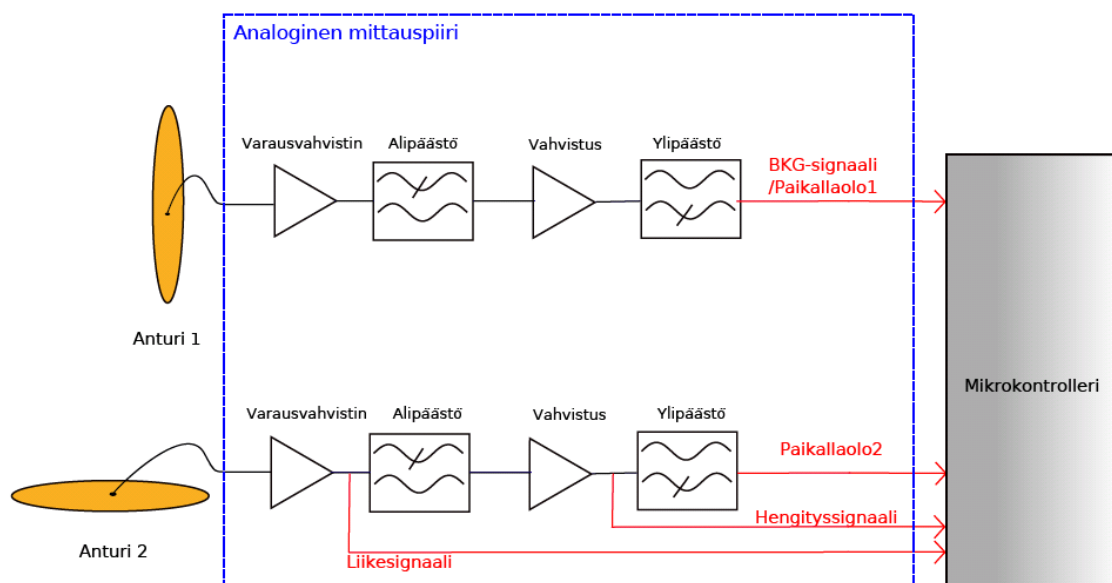 Analoginen mittauspiiri
Varausvahvistin
Alipäästö
Vahvistus
Ylipäästö
BKG-signaali
/Paikallaolo1
Anturi 1
Mikrokontrolleri
Varausvahvistin
Alipäästö
Vahvistus
Ylipäästö
Paikallaolo2
Hengityssignaali
Anturi 2
Liikesignaali